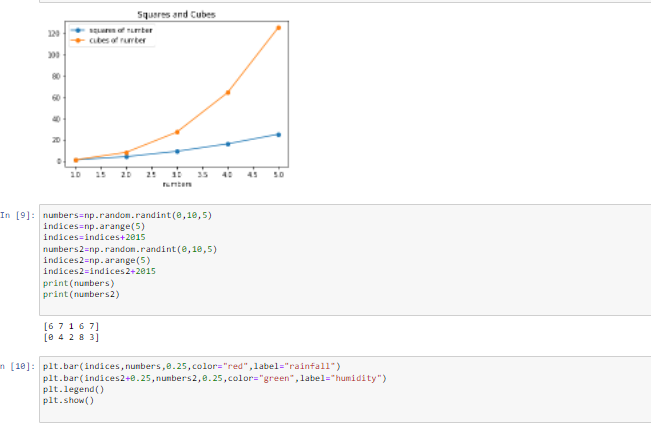 Squares and Cubes
squares of number
cubes of number
120
100
80
60
40
20
0
1.0 1.5 2.0 2.5 3.0 3.5 4.0 4.5 5.0
numbers
In [9]: numbers=np.random.randint(0,10,5)
indices=np.arange(5)
indices=indices+2015
numbers2=np.random.randint(0,10,5)
indices2=np.arange(5)
indices2=indices2+2015
print(numbers)
print(numbers2)
[6 7 1 6 7]
[0 4 2 8 3]
n [10]: plt.bar(indices,numbers,0.25,color="red",label="rainfall")
plt.bar(indices2+0.25,numbers2,0.25,color="green",label="humidity")
plt.legend()
plt.show()